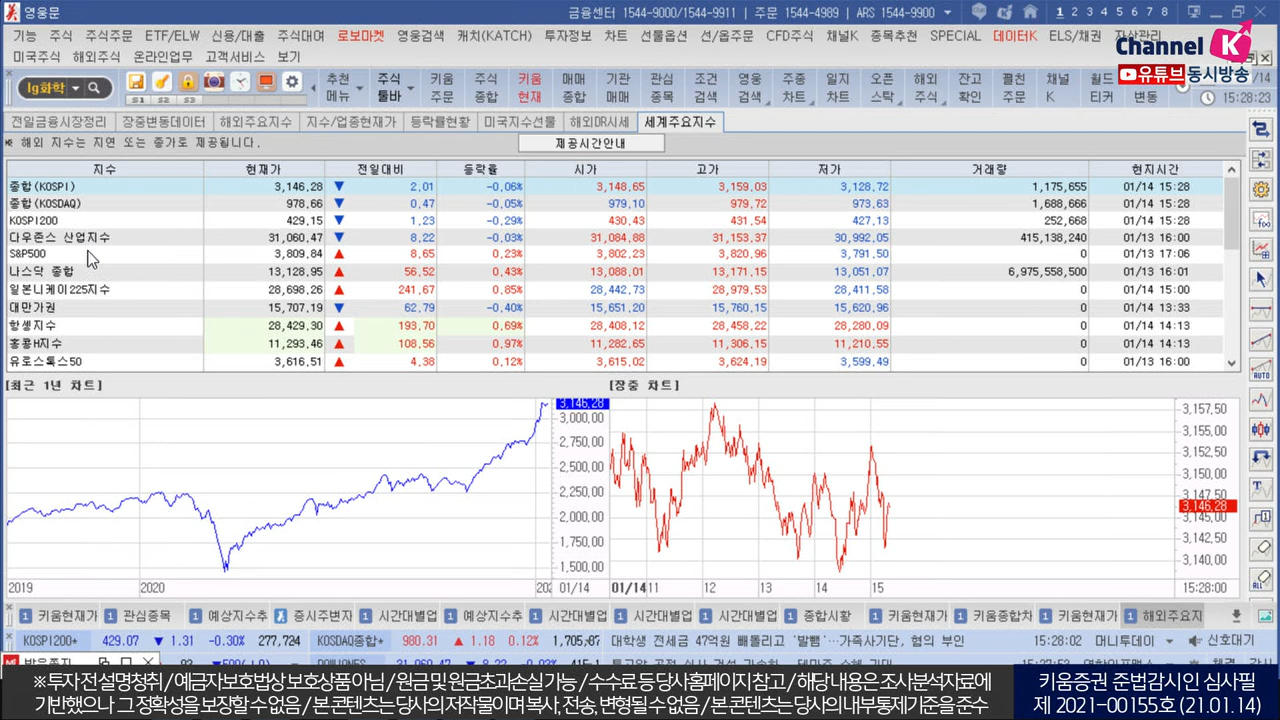 영웅문 금융센터 1544-9000/1544-9911 | 주문 1544-4989 | ARS 1544-9900 1 2 3 4 5 6 7 8
기능 주식 주식주문 ETF/ELW 신용/대출 주식대여 로보마켓 영웅검색 캐치(KATCH) 투자정보 차트 선물옵션 선/옵주문 CFD주식 채널K 종목추천 SPECIAL 데이터K ELS/채권 자산관리
미국주식 해외주식 온라인업무 고객서비스 보기
Channel K
유튜브동시방송
lg화학 S1 S2 S3 추천 메뉴 주식 툴바 키움 주문 주식 종합 키움 현재 매매 종합 기관 매매 관심 종목 조건 검색 영웅 검색 주종 차트 일지 차트 오픈 스탁 해외 주식 잔고 확인 펼친 주문 채널 K 월드 티커 변동 /14
15:28:23
전일금융시장정리 장중변동데이터 해외주요지수 지수/업종현재가 등락률현황 미국지수선물 해외DR시세 세계주요지수
해외 지수는 지연 또는 종가로 제공됩니다. 제공시간안내
지수 현재가 전일대비 등락률 시가 고가 저가 거래량 현지시간
종합(KOSPI) 3,146.28 ▼ 2.01 -0.06% 3,148.65 3,159.03 3,128.72 1,175,655 01/14 15:28
종합(KOSDAQ) 978.66 ▼ 0.47 -0.05% 979.10 979.72 973.63 1,688,666 01/14 15:28
KOSPI200 429.15 ▼ 1.23 -0.29% 430.43 431.54 427.13 252,668 01/14 15:28
다우존스 산업지수 31,060.47 ▼ 8.22 -0.03% 31,084.88 31,153.37 30,992.05 415,138,240 01/13 16:00
S&P500 3,809.84 ▲ 8.65 0.23% 3,802.23 3,820.96 3,791.50 0 01/13 17:06
나스닥 종합 13,128.95 ▲ 56.52 0.43% 13,088.01 13,171.15 13,051.07 6,975,558,500 01/13 16:01
일본니케이225지수 28,698.26 ▲ 241.67 0.85% 28,442.73 28,979.53 28,411.58 0 01/14 15:28
대만가권 15,707.19 ▼ 62.79 -0.40% 15,651.20 15,760.15 15,620.96 0 01/14 13:33
항셍지수 28,429.30 ▲ 193.70 0.69% 28,408.12 28,458.22 28,280.09 0 01/14 14:13
홍콩H지수 11,293.46 ▲ 108.56 0.97% 11,282.65 11,306.15 11,210.55 0 01/14 14:13
유로스톡스50 3,616.51 ▲ 4.38 0.12% 3,615.02 3,624.19 3,599.49 0 01/13 16:00
[최근 1년 차트] [장중 차트]
3,146.28
3,000.00
2,750.00
2,500.00
2,250.00
2,000.00
1,750.00
1,500.00
2019 2020 01/14
3,157.50
3,155.00
3,152.50
3,150.00
3,147.50
3,146.28
3,145.00
3,142.50
3,140.00
01/14 11 12 13 14 15 15:28:00
1 키움현재가 1 관심종목 1 예상지수추 증시주변자 1 시간대별업 1 예상지수추 1 시간대별업 1 시간대별업 1 시간대별업 1 종합시황 1 키움현재가 1 키움종합차 1 키움현재가 1 해외주요지
KOSPI200+ 429.07 ▼ 1.31 -0.30% 277,724 KOSDAQ종합+ 980.31 ▲ 1.18 0.12% 대학생 전세금 47억원 빼돌리고 '발뺌'…가족사기단, 혐의 부인 15:28:02 머니투데이 신호대기
※투자 전 설명청취 / 예금자보호법상 보호상품 아님 / 원금 및 원금초과손실 가능 / 수수료 등 당사홈페이지 참고 / 해당 내용은 조사분석자료에
기반했으나 그 정확성을 보장할 수 없음 / 본 콘텐츠는 당사의 저작물이며 복사, 전송, 변형될 수 없음 / 본 콘텐츠는 당사의 내부통제기준을 준수
키움증권 준법감시인 심사필
제 2021-00155호 (21.01.14)